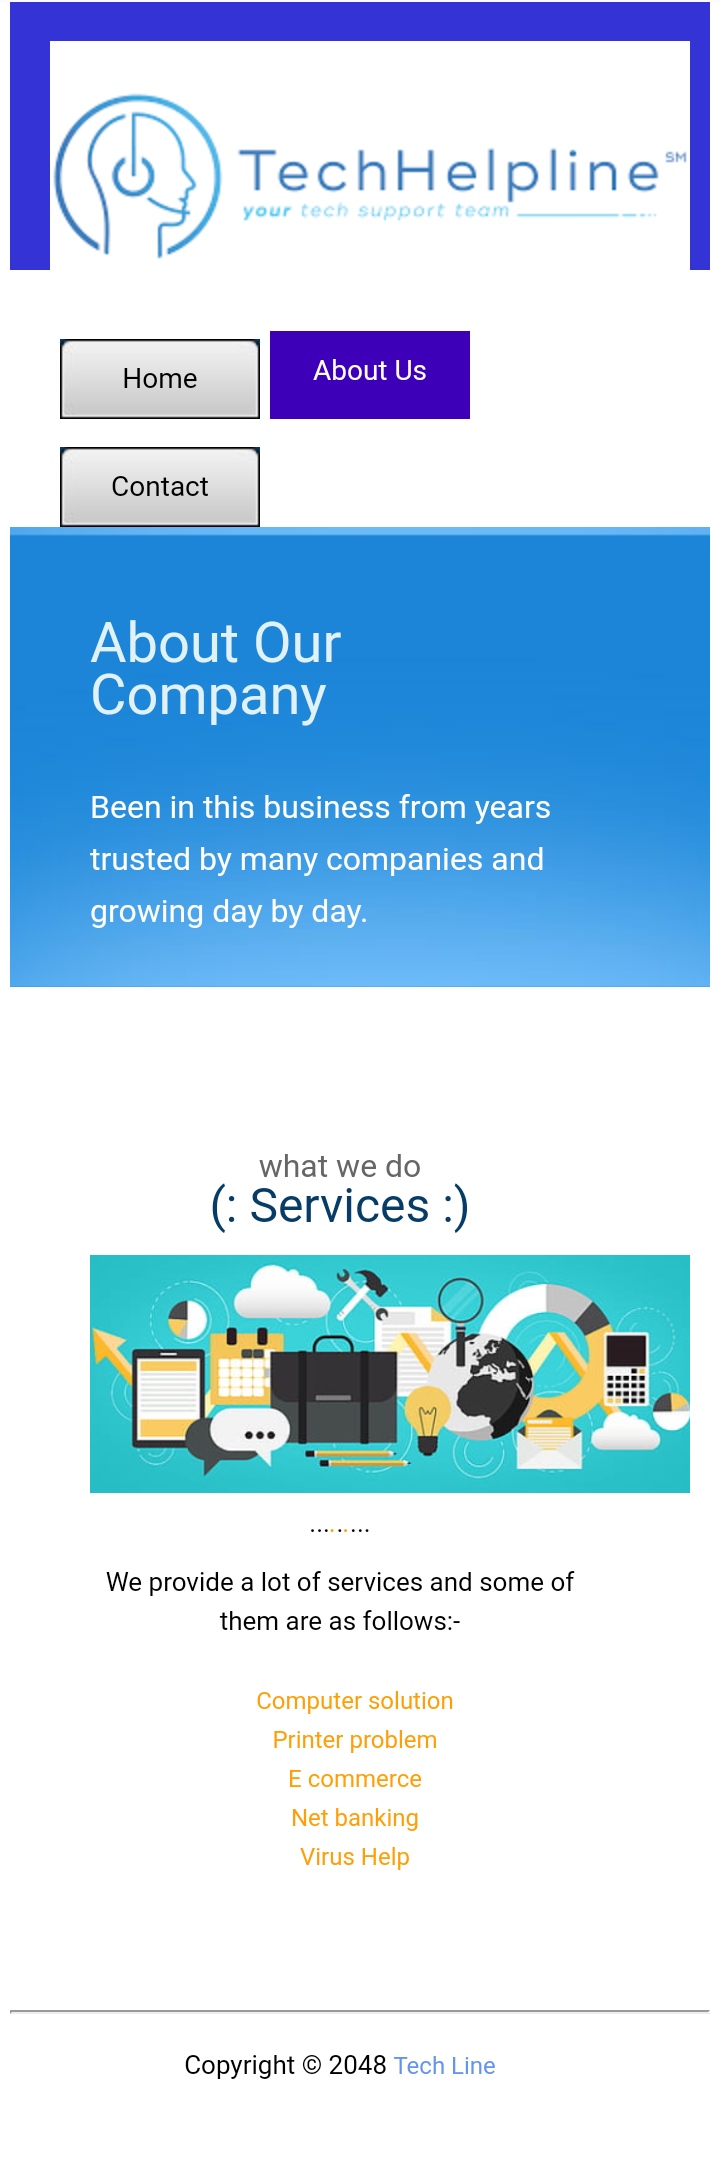 TechHelpline℠
your tech support team
Home
About Us
Contact
About Our
Company
Been in this business from years
trusted by many companies and
growing day by day.
what we do
(: Services :)
.........
We provide a lot of services and some of
them are as follows:-
Computer solution
Printer problem
E commerce
Net banking
Virus Help
Copyright © 2048 Tech Line